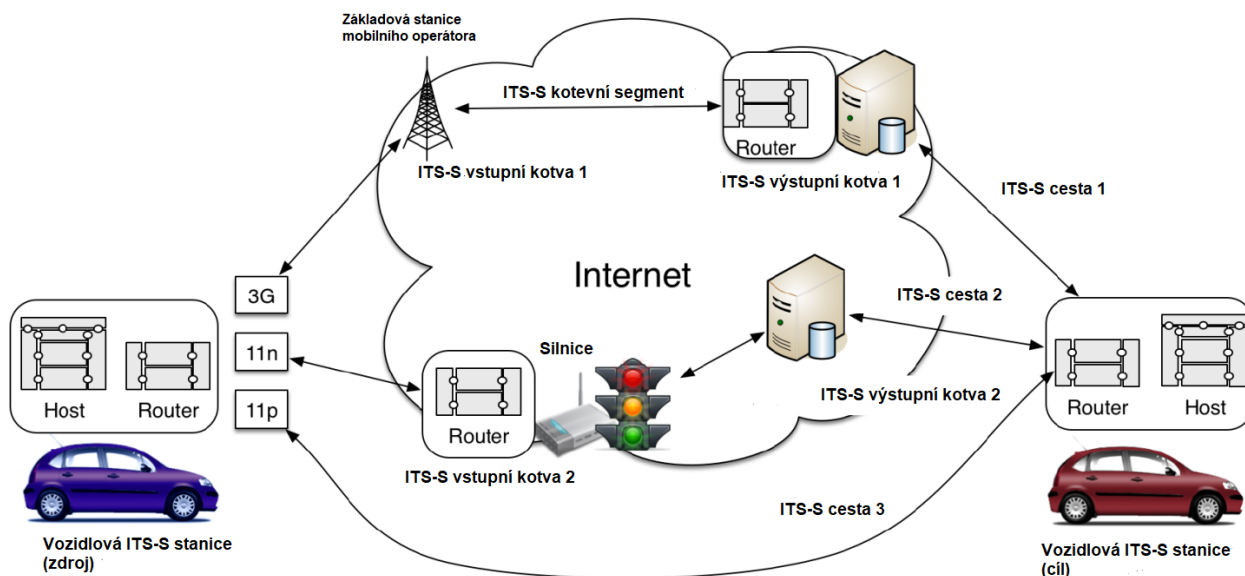 Základová stanice
mobilního operátora
ITS-S kotevní segment
Router
ITS-S vstupní kotva 1
ITS-S výstupní kotva 1
ITS-S cesta 1
Internet
3G
11n
11p
Host
Router
ITS-S cesta 2
Silnice
Router
ITS-S vstupní kotva 2
ITS-S výstupní kotva 2
Router
Host
ITS-S cesta 3
Vozidlová ITS-S stanice
(zdroj)
Vozidlová ITS-S stanice
(cíl)